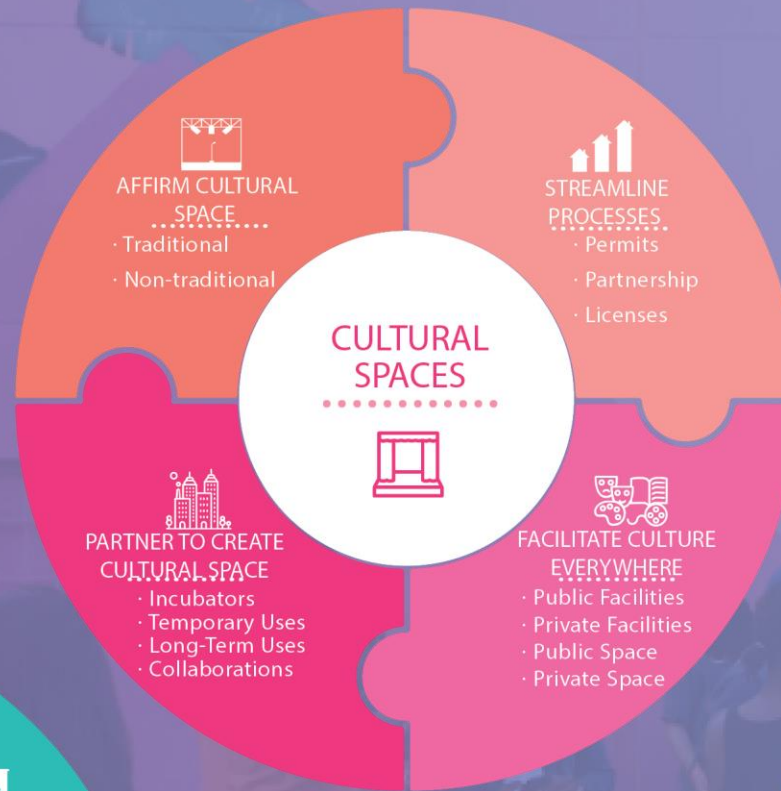 AFFIRM CULTURAL
SPACE
· Traditional
· Non-traditional
STREAMLINE
PROCESSES
· Permits
· Partnership
· Licenses
CULTURAL
SPACES
PARTNER TO CREATE
CULTURAL SPACE
· Incubators
· Temporary Uses
· Long-Term Uses
· Collaborations
FACILITATE CULTURE
EVERYWHERE
· Public Facilities
· Private Facilities
· Public Space
· Private Space